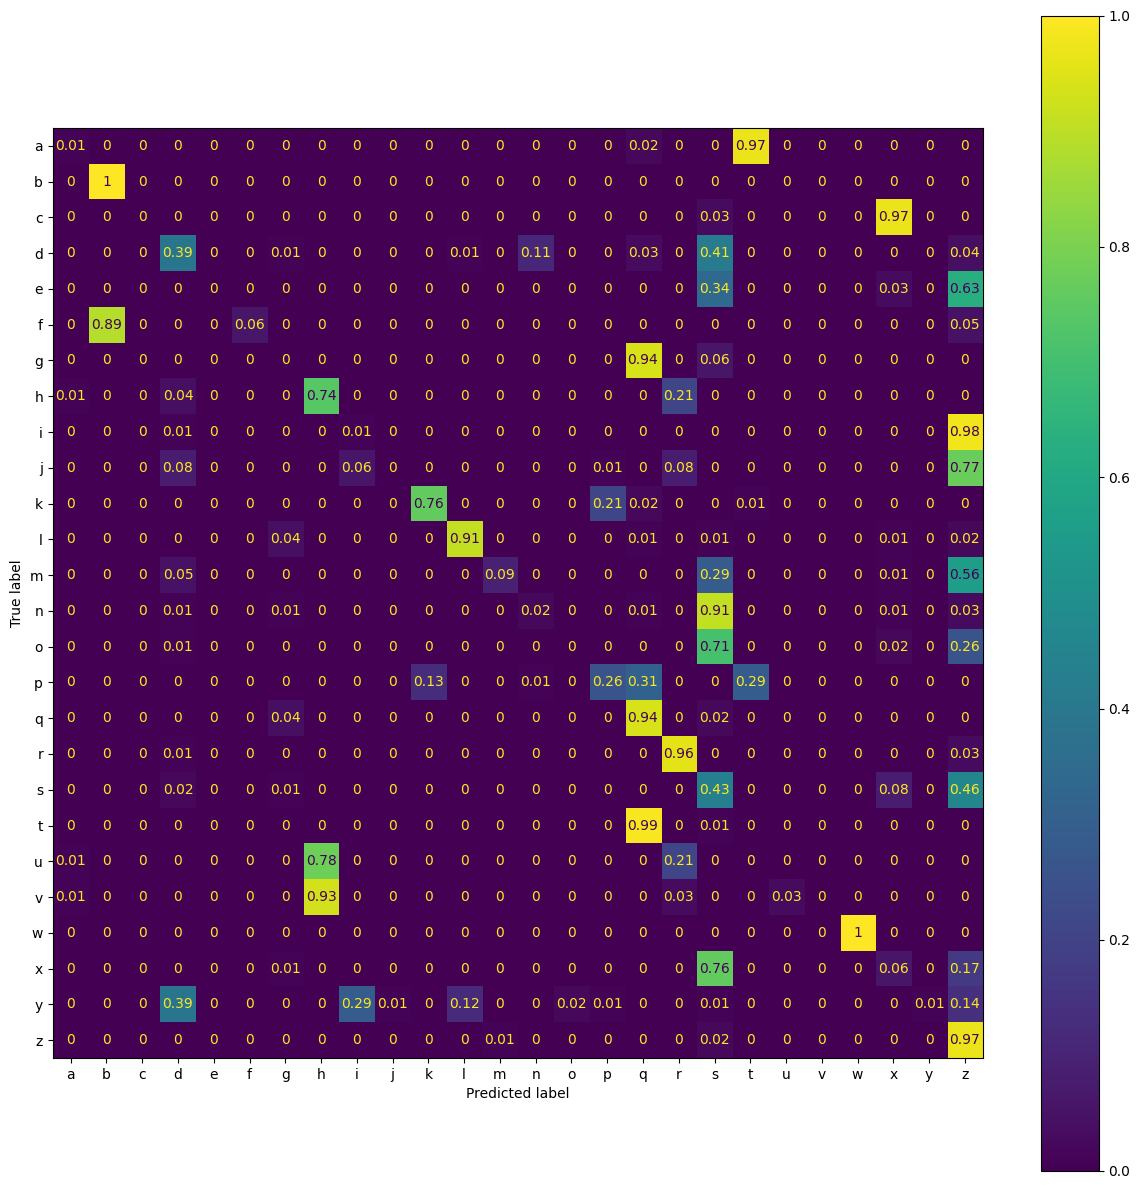 1.0
a 0.01 0 0 0 0 0 0 0 0 0 0 0 0 0 0 0 0.02 0 0 0.97 0 0 0 0 0 0
b 0 1 0 0 0 0 0 0 0 0 0 0 0 0 0 0 0 0 0 0 0 0 0 0 0 0
c 0 0 0 0 0 0 0 0 0 0 0 0 0 0 0 0 0 0 0.03 0 0 0 0 0.97 0 0
0.8
d 0 0 0 0.39 0 0 0.01 0 0 0 0 0.01 0 0.11 0 0 0.03 0 0.41 0 0 0 0 0 0 0.04
e 0 0 0 0 0 0 0 0 0 0 0 0 0 0 0 0 0 0 0.34 0 0 0 0 0.03 0 0.63
f 0 0.89 0 0 0 0.06 0 0 0 0 0 0 0 0 0 0 0 0 0 0 0 0 0 0 0 0.05
g 0 0 0 0 0 0 0 0 0 0 0 0 0 0 0 0 0.94 0 0.06 0 0 0 0 0 0 0
h 0.01 0 0 0.04 0 0 0 0.74 0 0 0 0 0 0 0 0 0 0.21 0 0 0 0 0 0 0 0
i 0 0 0 0.01 0 0 0 0 0.01 0 0 0 0 0 0 0 0 0 0 0 0 0 0 0 0 0.98
j 0 0 0 0.08 0 0 0 0 0.06 0 0 0 0 0 0 0.01 0 0.08 0 0 0 0 0 0 0 0.77
0.6
k 0 0 0 0 0 0 0 0 0 0 0.76 0 0 0 0 0.21 0.02 0 0 0.01 0 0 0 0 0 0
l 0 0 0 0 0 0 0.04 0 0 0 0 0.91 0 0 0 0 0.01 0 0.01 0 0 0 0 0.01 0 0.02
m 0 0 0 0.05 0 0 0 0 0 0 0 0 0.09 0 0 0 0 0 0.29 0 0 0 0 0.01 0 0.56
True label
n 0 0 0 0.01 0 0 0.01 0 0 0 0 0 0 0.02 0 0 0.01 0 0.91 0 0 0 0 0.01 0 0.03
o 0 0 0 0.01 0 0 0 0 0 0 0 0 0 0 0 0 0 0 0.71 0 0 0 0 0.02 0 0.26
p 0 0 0 0 0 0 0 0 0 0 0.13 0 0 0.01 0 0.26 0.31 0 0 0.29 0 0 0 0 0 0
0.4
q 0 0 0 0 0 0 0.04 0 0 0 0 0 0 0 0 0 0.94 0 0.02 0 0 0 0 0 0 0
r 0 0 0 0.01 0 0 0 0 0 0 0 0 0 0 0 0 0 0.96 0 0 0 0 0 0 0 0.03
s 0 0 0 0.02 0 0 0.01 0 0 0 0 0 0 0 0 0 0 0 0.43 0 0 0 0 0.08 0 0.46
t 0 0 0 0 0 0 0 0 0 0 0 0 0 0 0 0 0.99 0 0.01 0 0 0 0 0 0 0
u 0.01 0 0 0 0 0 0 0.78 0 0 0 0 0 0 0 0 0 0.21 0 0 0 0 0 0 0 0
v 0.01 0 0 0 0 0 0 0.93 0 0 0 0 0 0 0 0 0 0.03 0 0 0.03 0 0 0 0 0
w 0 0 0 0 0 0 0 0 0 0 0 0 0 0 0 0 0 0 0 0 0 0 1 0 0 0
0.2
x 0 0 0 0 0 0 0.01 0 0 0 0 0 0 0 0 0 0 0 0.76 0 0 0 0 0.06 0 0.17
y 0 0 0 0.39 0 0 0 0 0.29 0.01 0 0.12 0 0 0.02 0.01 0 0 0.01 0 0 0 0 0 0.01 0.14
z 0 0 0 0 0 0 0 0 0 0 0 0 0.01 0 0 0 0 0 0.02 0 0 0 0 0 0 0.97
a b c d e f g h i j k l m n o p q r s t u v w x y z
Predicted label
0.0